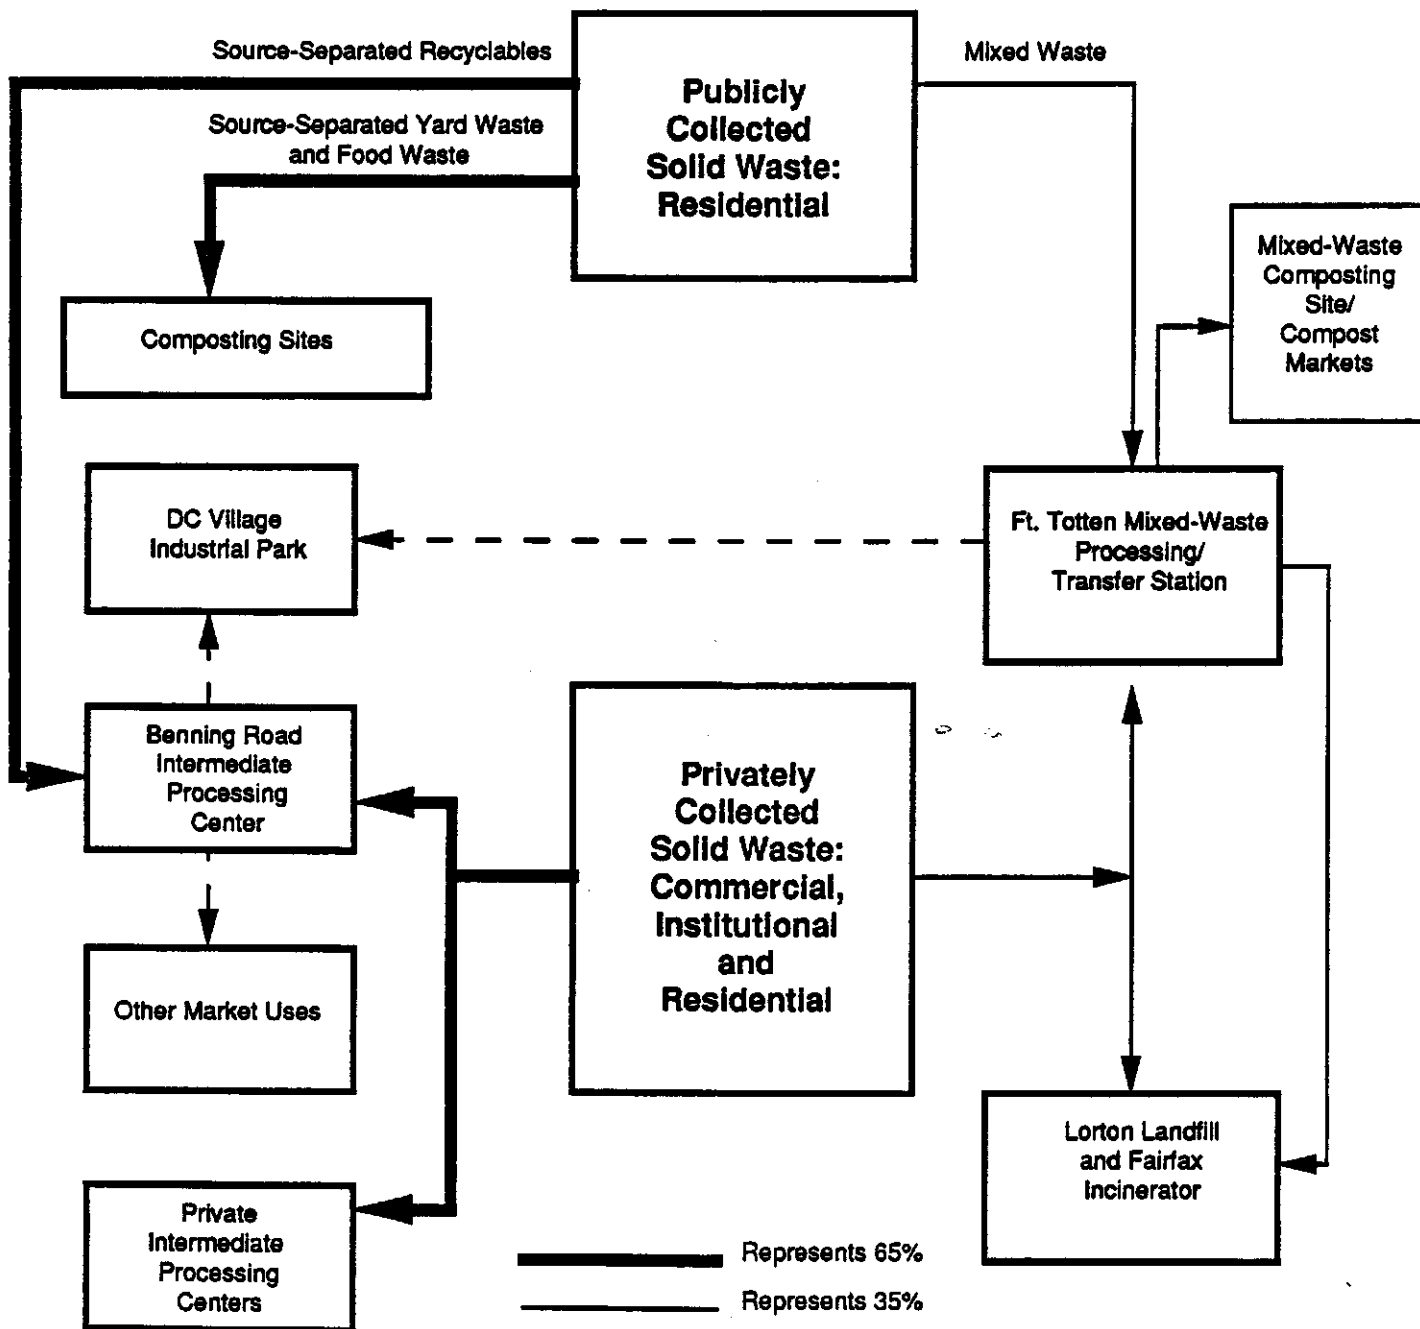 Source-Separated Recyclables
Mixed Waste
Publicly
Collected
Solid Waste:
Residential
Source-Separated Yard Waste
and Food Waste
Mixed-Waste
Composting
Site/
Compost
Markets
Composting Sites
DC Village
Industrial Park
Ft. Totten Mixed-Waste
Processing/
Transfer Station
Benning Road
Intermediate
Processing
Center
Privately
Collected
Solid Waste:
Commercial,
Institutional
and
Residential
Other Market Uses
Lorton Landfill
and Fairfax
Incinerator
Private
Intermediate
Processing
Centers
Represents 65%
Represents 35%